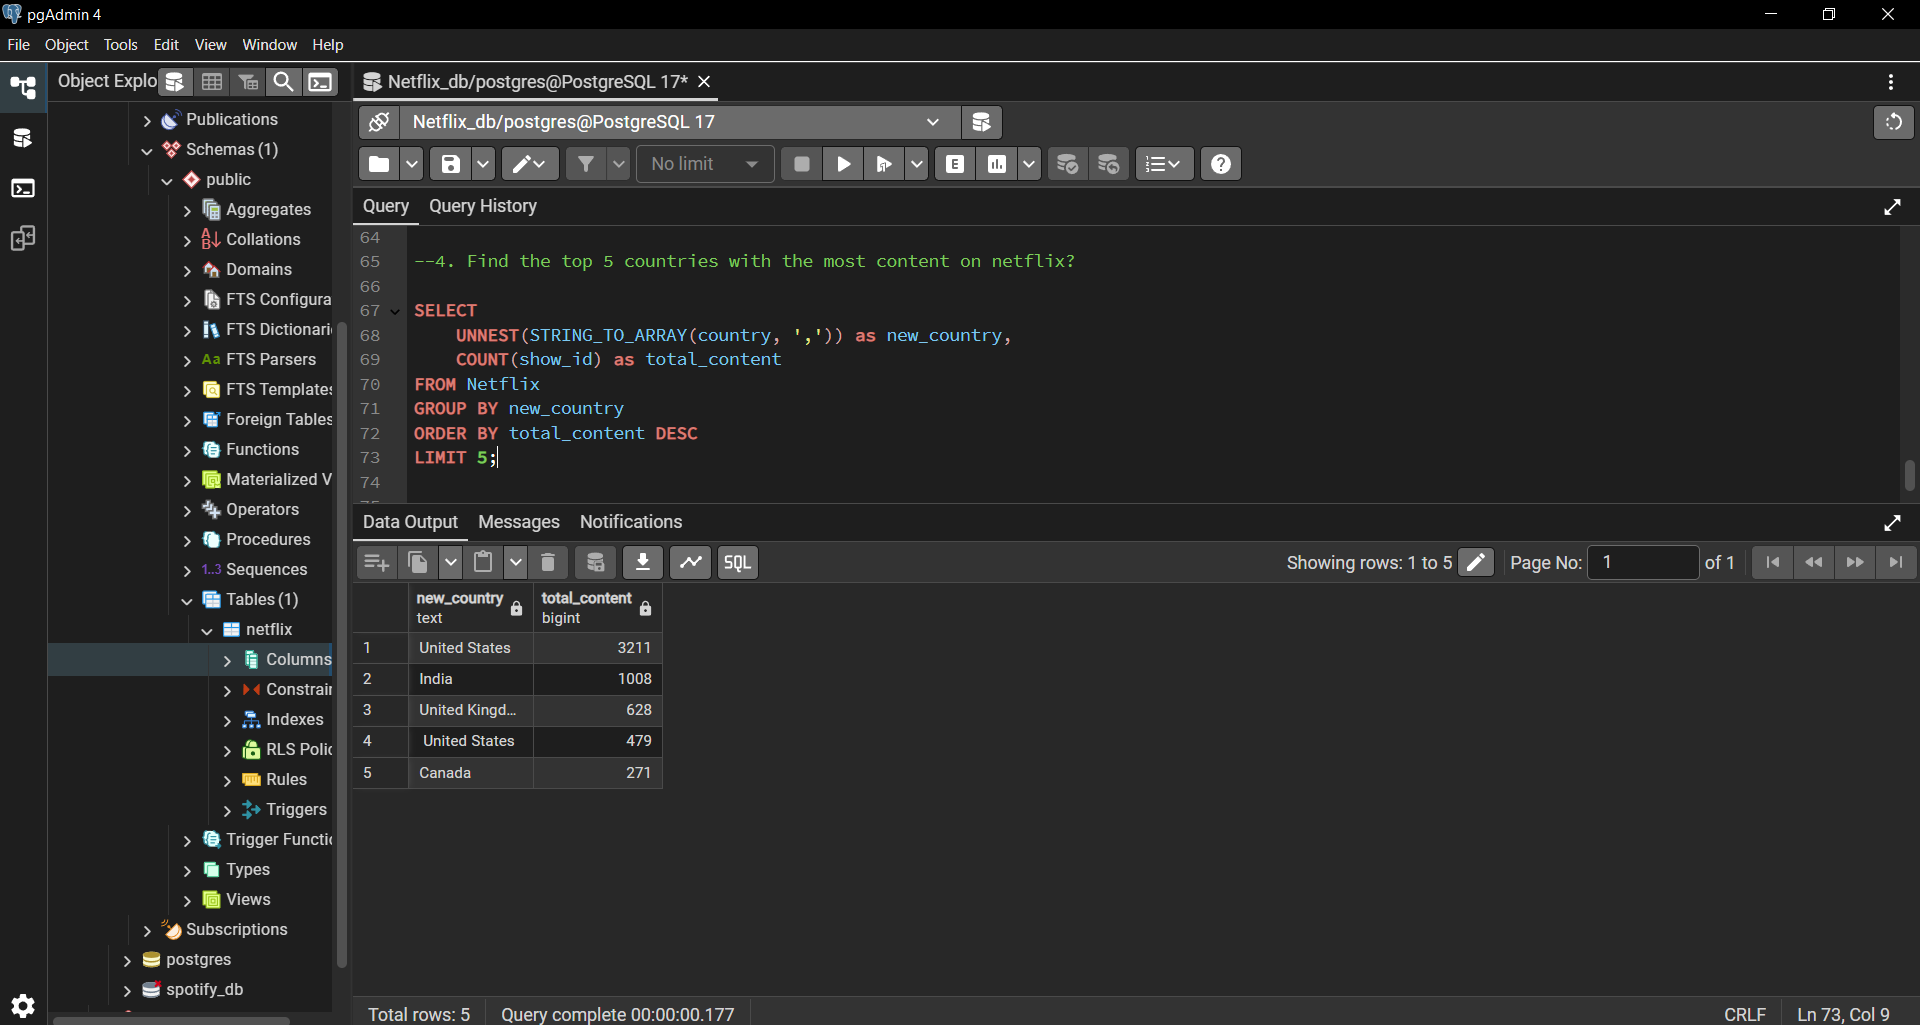 pgAdmin 4
File Object Tools Edit View Window Help
Object Explo
Netflix_db/postgres@PostgreSQL 17*
Netflix_db/postgres@PostgreSQL 17
No limit
E
Query Query History
Publications
Schemas (1)
public
Aggregates
Collations
Domains
FTS Configura
FTS Dictionari
Aa FTS Parsers
FTS Templates
Foreign Tables
Functions
Materialized V
Operators
Procedures
1..3 Sequences
Tables (1)
netflix
Columns
Constrain
Indexes
RLS Polic
Rules
Triggers
Trigger Functio
Types
Views
Subscriptions
postgres
spotify_db
64
65 --4. Find the top 5 countries with the most content on netflix?
66
67 SELECT
68 UNNEST(STRING_TO_ARRAY(country, ',')) as new_country,
69 COUNT(show_id) as total_content
70 FROM Netflix
71 GROUP BY new_country
72 ORDER BY total_content DESC
73 LIMIT 5;
74
Data Output Messages Notifications
SQL
Showing rows: 1 to 5 Page No: 1 of 1
new_country total_content
text bigint
1 United States 3211
2 India 1008
3 United Kingd... 628
4 United States 479
5 Canada 271
Total rows: 5 Query complete 00:00:00.177 CRLF Ln 73, Col 9